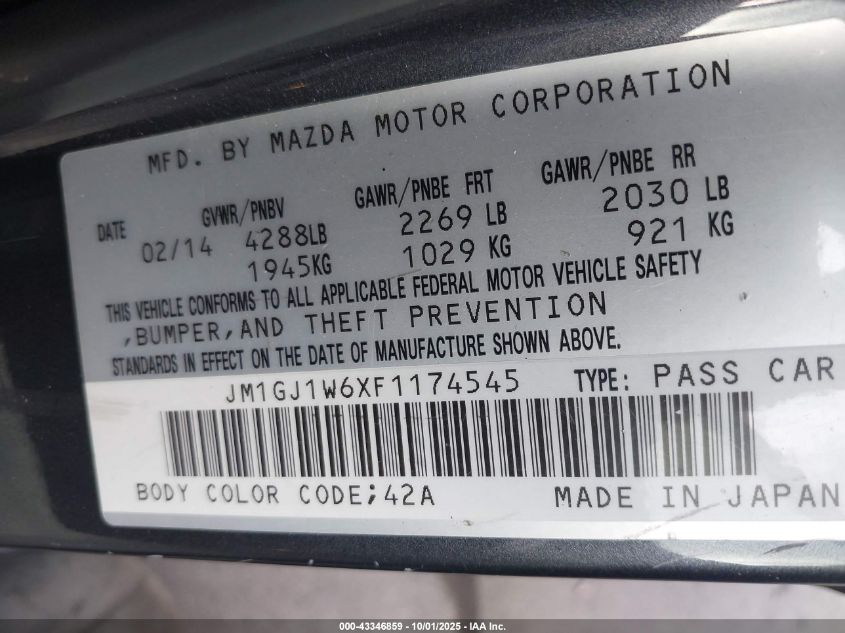 MFD. BY MAZDA MOTOR CORPORATION
DATE GVWR/PNBV GAWR/PNBE FRT GAWR/PNBE RR
02/14 4288LB 2269 LB 2030 LB
1945KG 1029 KG 921 KG
THIS VEHICLE CONFORMS TO ALL APPLICABLE FEDERAL MOTOR VEHICLE SAFETY
,BUMPER,AND THEFT PREVENTION
STANDARDS IN EFFECT ON THE DATE OF MANUFACTURE SHOWN ABOVE.
JM1GJ1W6XF1174545 TYPE: PASS CAR
BODY COLOR CODE;42A MADE IN JAPAN
000-43346859 - 10/01/2025 - IAA Inc.